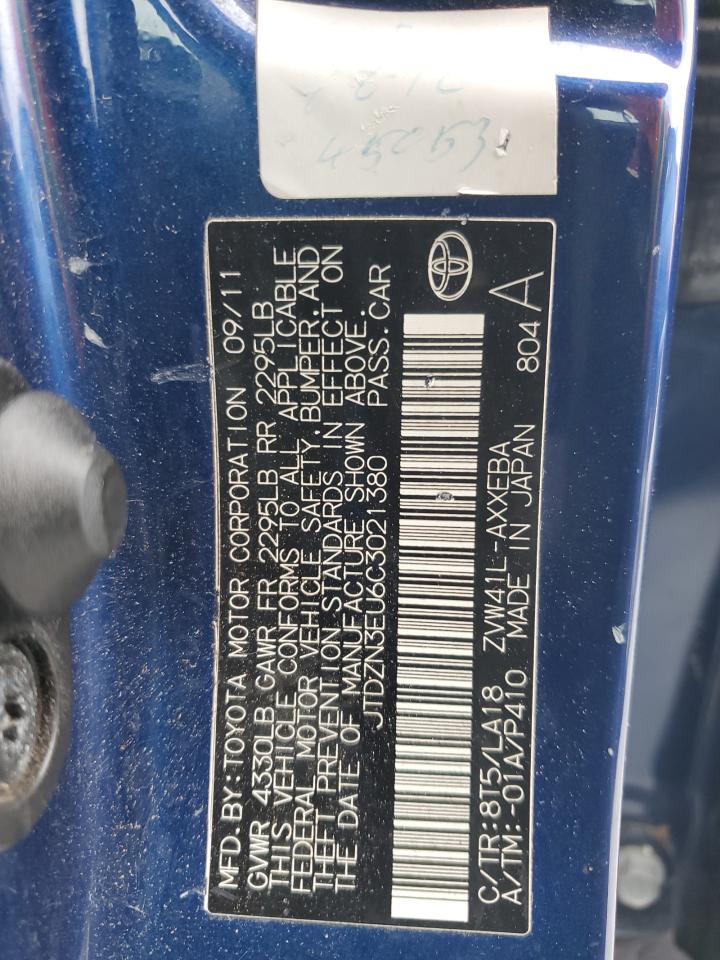 MFD.BY:TOYOTA MOTOR CORPORATION 09/11
GVWR 4330LB GAWR FR 2295LB RR 2295LB
THIS VEHICLE CONFORMS TO ALL APPLICABLE
FEDERAL MOTOR VEHICLE SAFETY,BUMPER,AND
THEFT PREVENTION STANDARDS IN EFFECT ON
THE DATE OF MANUFACTURE SHOWN ABOVE.
JTDZN3EU6C3021380 PASS.CAR
C/TR:8T5/LA18 ZVW41L-AXXEBA 804A
A/TM:-01A/P410 MADE IN JAPAN